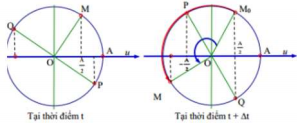 M
Q
A
u
O
A/2
P
Tại thời điểm t
P
M₀
A/2
A
u
O
-A/2
M
Q
Tại thời điểm t + Δt